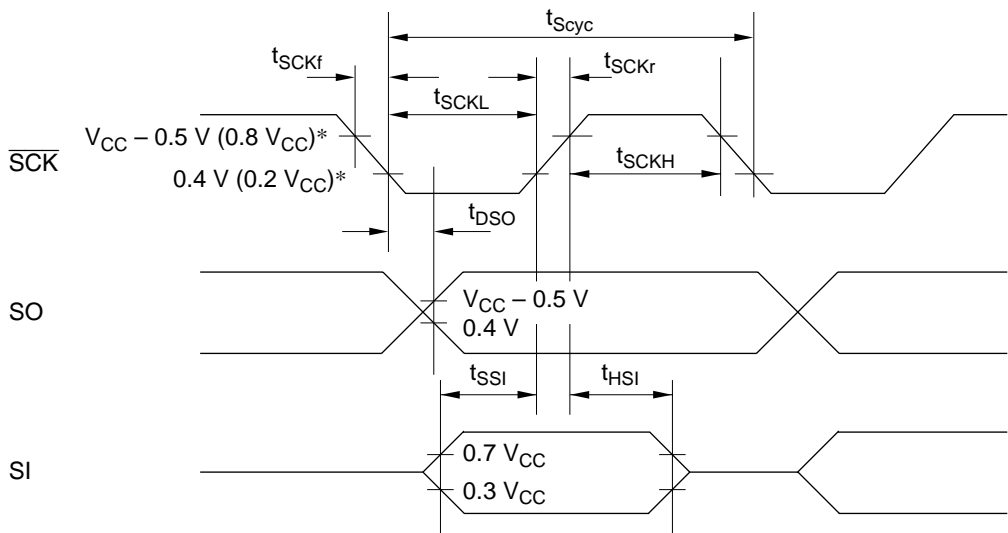 tScyc
tSCKf
tSCKr
tSCKL
VCC – 0.5 V (0.8 VCC)*
SCK
tSCKH
0.4 V (0.2 VCC)*
tDSO
VCC – 0.5 V
SO
0.4 V
tSSI
tHSI
0.7 VCC
SI
0.3 VCC